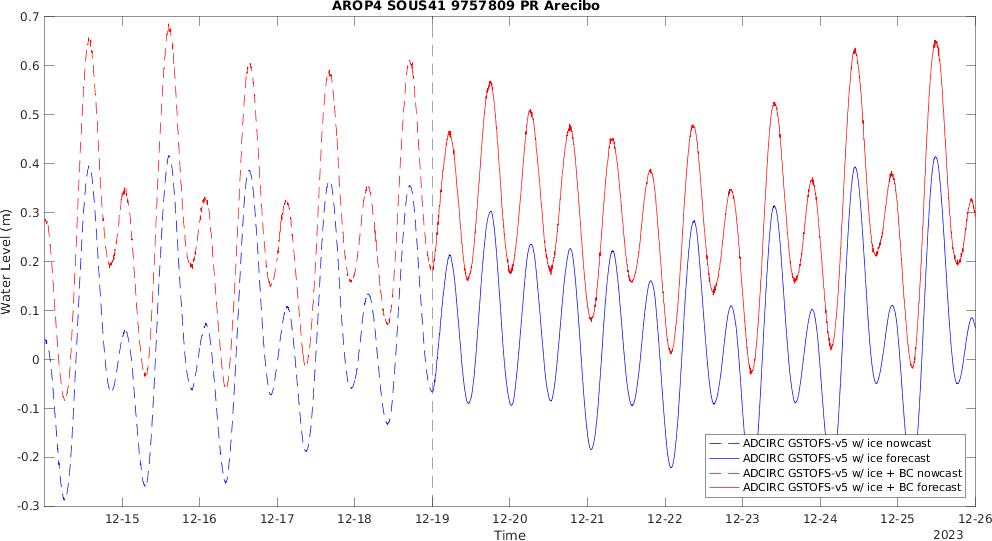 AROP4 SOUS41 9757809 PR Arecibo
0.7
0.6
0.5
0.4
0.3
0.2
0.1
0
-0.1
-0.2
-0.3
Water Level (m)
ADCIRC GSTOFS-v5 w/ ice nowcast
ADCIRC GSTOFS-v5 w/ ice forecast
ADCIRC GSTOFS-v5 w/ ice + BC nowcast
ADCIRC GSTOFS-v5 w/ ice + BC forecast
12-15 12-16 12-17 12-18 12-19 12-20 12-21 12-22 12-23 12-24 12-25 12-26
Time
2023